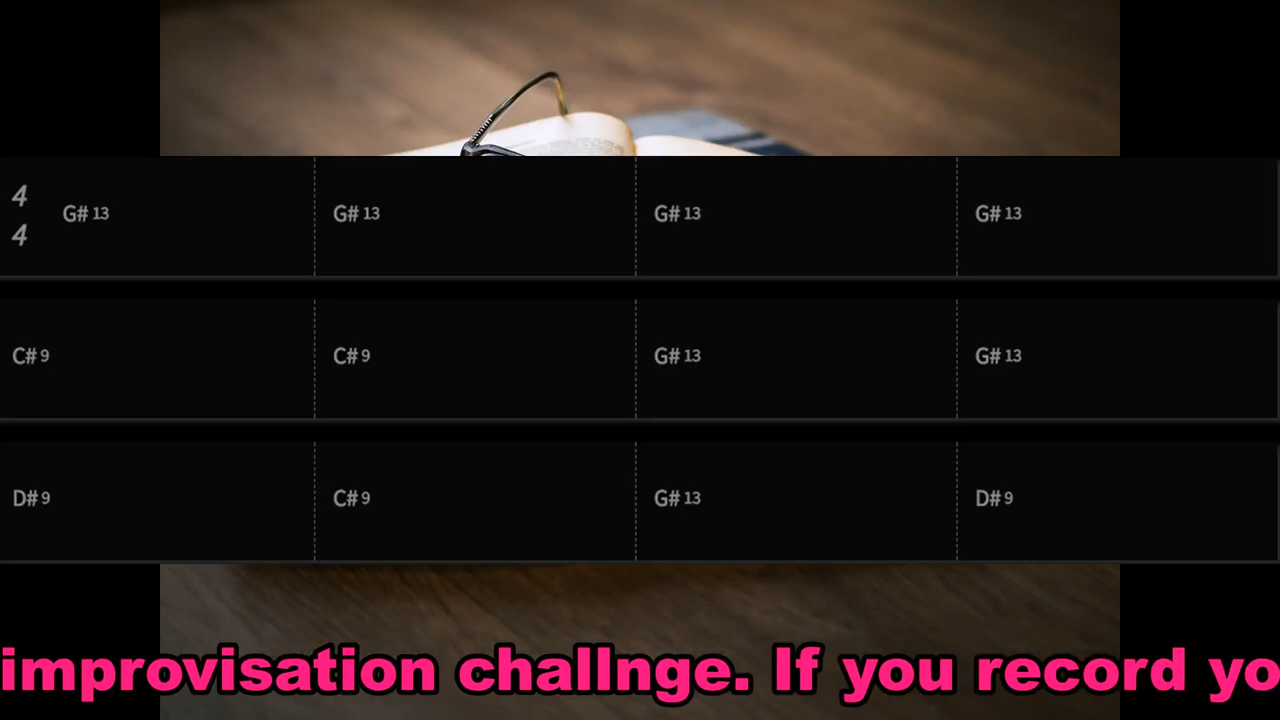 4
4
G# 13 G# 13 G# 13 G# 13
C# 9 C# 9 G# 13 G# 13
D# 9 C# 9 G# 13 D# 9
improvisation challnge. If you record yo